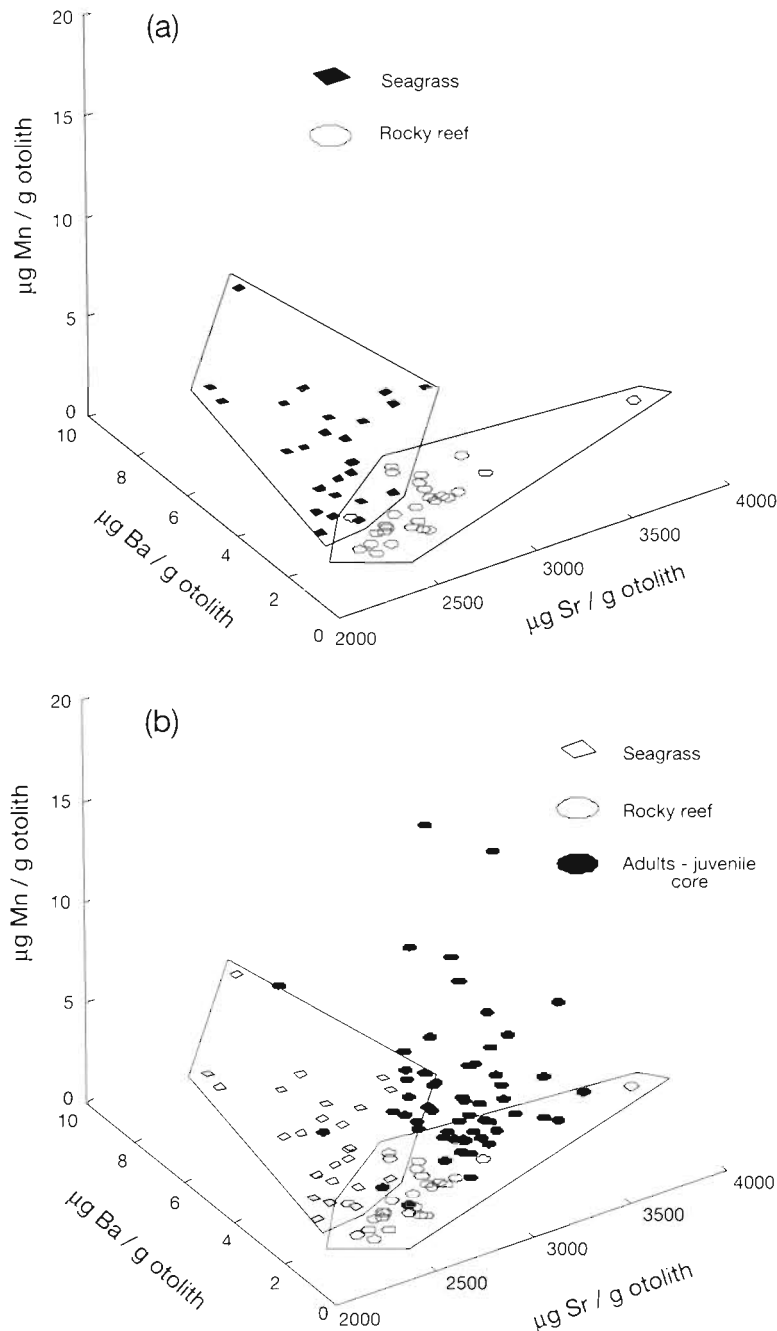 (a)
Seagrass
Rocky reef
µg Mn / g otolith
20
15
10
5
0
µg Ba / g otolith
10
8
6
4
2
0
µg Sr / g otolith
2000
2500
3000
3500
4000
(b)
Seagrass
Rocky reef
Adults - juvenile
core
µg Mn / g otolith
20
15
10
5
0
µg Ba / g otolith
10
8
6
4
2
0
µg Sr / g otolith
2000
2500
3000
3500
4000